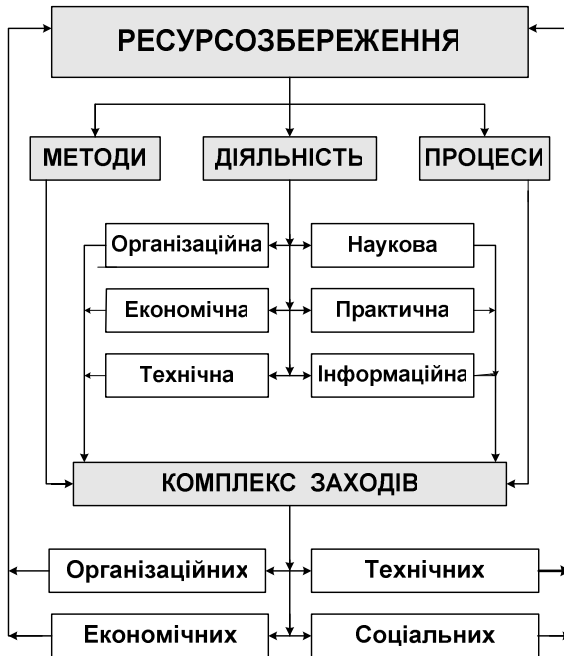 РЕСУРСОЗБЕРЕЖЕННЯ
МЕТОДИ
ДІЯЛЬНІСТЬ
ПРОЦЕСИ
Організаційна
Наукова
Економічна
Практична
Технічна
Інформаційна
КОМПЛЕКС ЗАХОДІВ
Організаційних
Технічних
Економічних
Соціальних